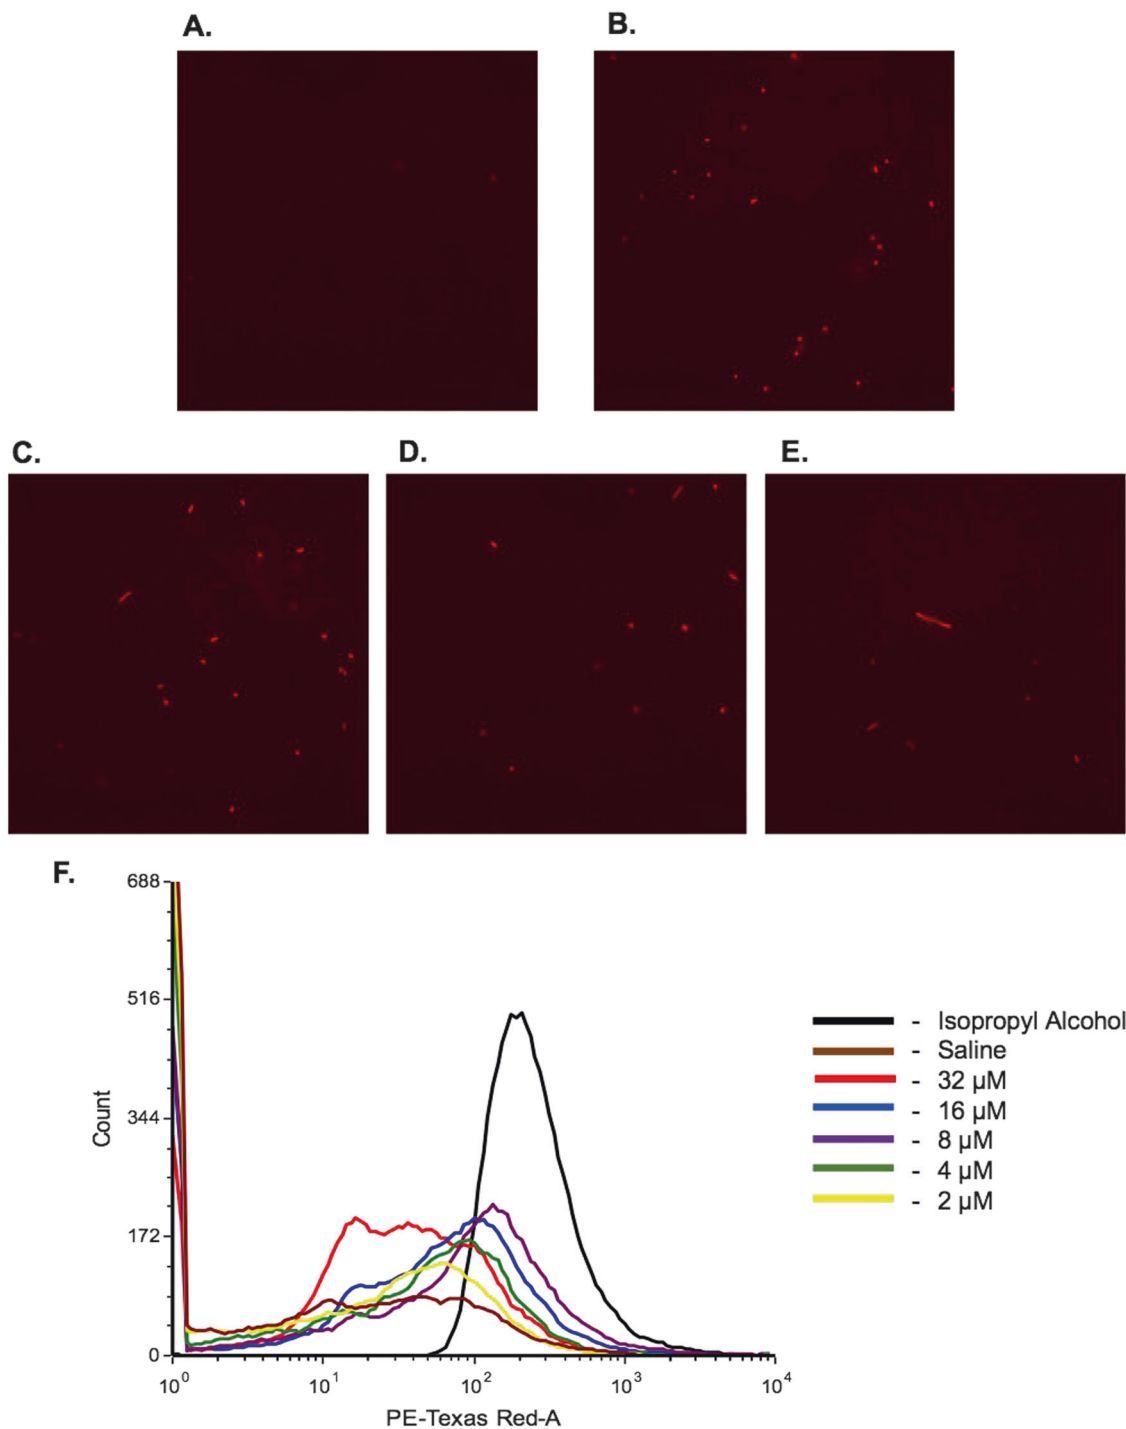 A.
B.
C.
D.
E.
F.
688
516
344
172
0
Count
10⁰
10¹
10²
10³
10⁴
PE-Texas Red-A
- Isopropyl Alcohol
- Saline
- 32 µM
- 16 µM
- 8 µM
- 4 µM
- 2 µM